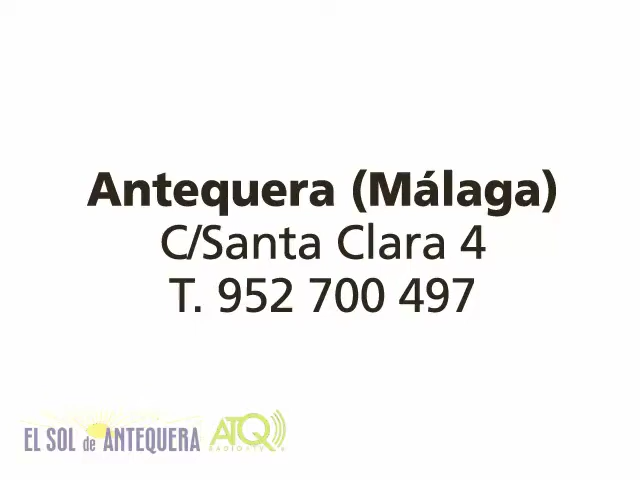 Antequera (Málaga)
C/Santa Clara 4
T. 952 700 497
EL SOL de ANTEQUERA
ATQ